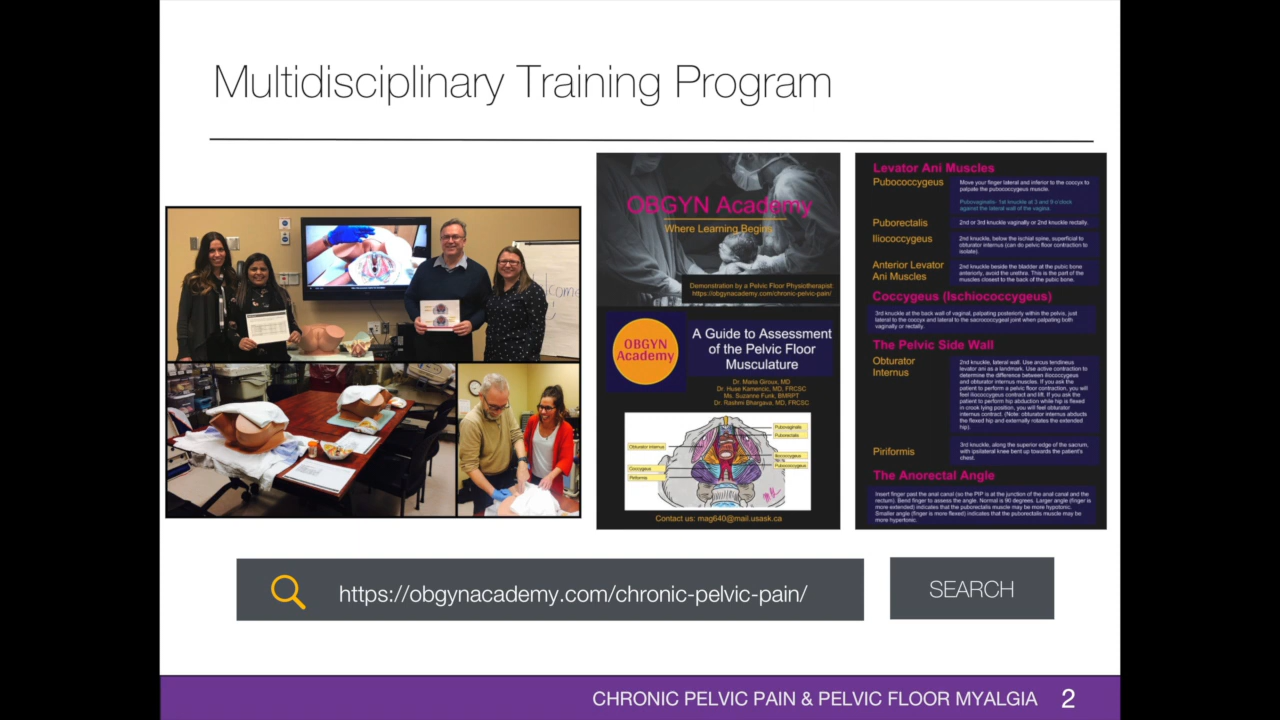 Multidisciplinary Training Program
come
OBGYN Academy
Where Learning Begins
Demonstration by a Pelvic Floor Physiotherapist:
https://obgynacademy.com/chronic-pelvic-pain/
OBGYN
Academy
A Guide to Assessment
of the Pelvic Floor
Musculature
Dr. Maria Giroux, MD
Dr. Huse Kamencic, MD, FRCSC
Ms. Suzanne Funk, BMRPT
Dr. Rashmi Bhargava, MD, FRCSC
Pubovaginalis
Puborectalis
Obturator Internus
Iliococcygeus
Pubococcygeus
Coccygeus
Piriformis
Contact us: mag640@mail.usask.ca
Levator Ani Muscles
Pubococcygeus
Move your finger lateral and inferior to the coccyx to
palpate the pubococcygeus muscle.
Pubovaginalis: 1st knuckle at 3 and 9 o'clock
against the lateral wall of the vagina.
Puborectalis
2nd or 3rd knuckle vaginally or 2nd knuckle rectally.
Iliococcygeus
2nd knuckle, below the ischial spine, superficial to
obturator internus (can do pelvic floor contraction to
isolate).
Anterior Levator
Ani Muscles
2nd knuckle beside the bladder at the pubic bone
anteriorly, avoid the urethra. This is the part of the
muscles closest to the back of the pubic bone.
Coccygeus (Ischiococcygeus)
3rd knuckle at the back wall of vaginal, palpating posteriorly within the pelvis, just
lateral to the coccyx and lateral to the sacrococcygeal joint when palpating both
vaginally or rectally.
The Pelvic Side Wall
Obturator
Internus
2nd knuckle, lateral wall. Use arous tendineus
levator ani as a landmark. Use active contraction to
determine the difference between iliococcygeus
and obturator internus muscles. If you ask the
patient to perform a pelvic floor contraction, you will
feel iliococcygeus contract and lift. If you ask the
patient to perform hip abduction while hip is flexed
in crook lying position, you will feel obturator
internus contract. (Note: obturator internus abducts
the flexed hip and externally rotates the extended
hip).
Piriformis
3rd knuckle, along the superior edge of the sacrum,
with ipsilateral knee bent up towards the patient's
chest.
The Anorectal Angle
Insert finger past the anal canal (so the PIP is at the junction of the anal canal and the
rectum). Bend finger to assess the angle. Normal is 90 degrees. Larger angle (finger is
more extended) indicates that the puborectalis muscle may be more hypotonic.
Smaller angle (finger is more flexed) indicates that the puborectalis muscle may be
more hypertonic.
https://obgynacademy.com/chronic-pelvic-pain/
SEARCH
CHRONIC PELVIC PAIN & PELVIC FLOOR MYALGIA 2